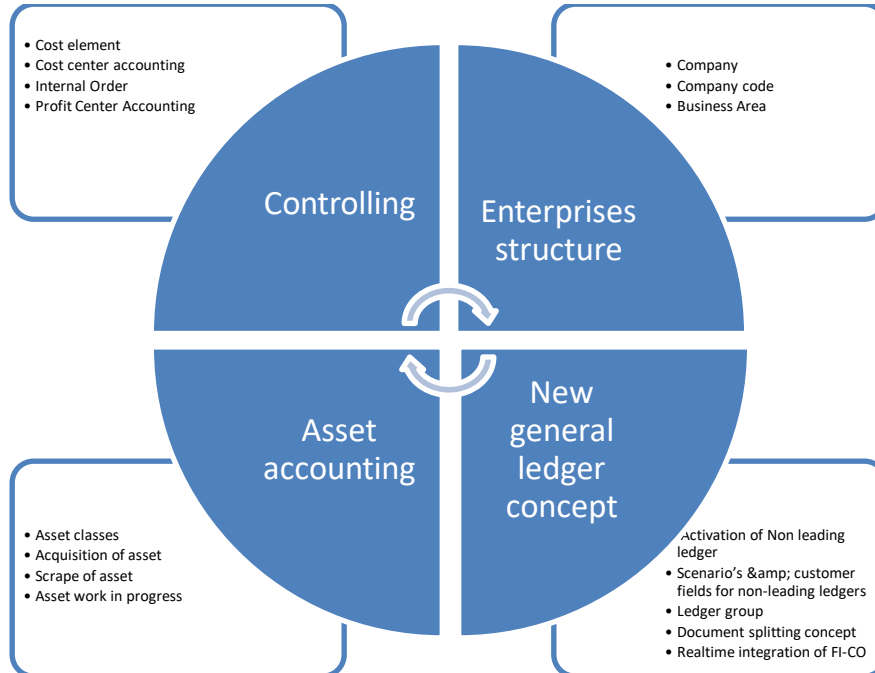 • Cost element
• Cost center accounting
• Internal Order
• Profit Center Accounting
• Company
• Company code
• Business Area
Controlling
Enterprises
structure
Asset
accounting
New
general
ledger
concept
• Asset classes
• Acquisition of asset
• Scrape of asset
• Asset work in progress
Activation of Non leading
ledger
• Scenario's &amp; customer
fields for non-leading ledgers
• Ledger group
• Document splitting concept
• Realtime integration of FI-CO